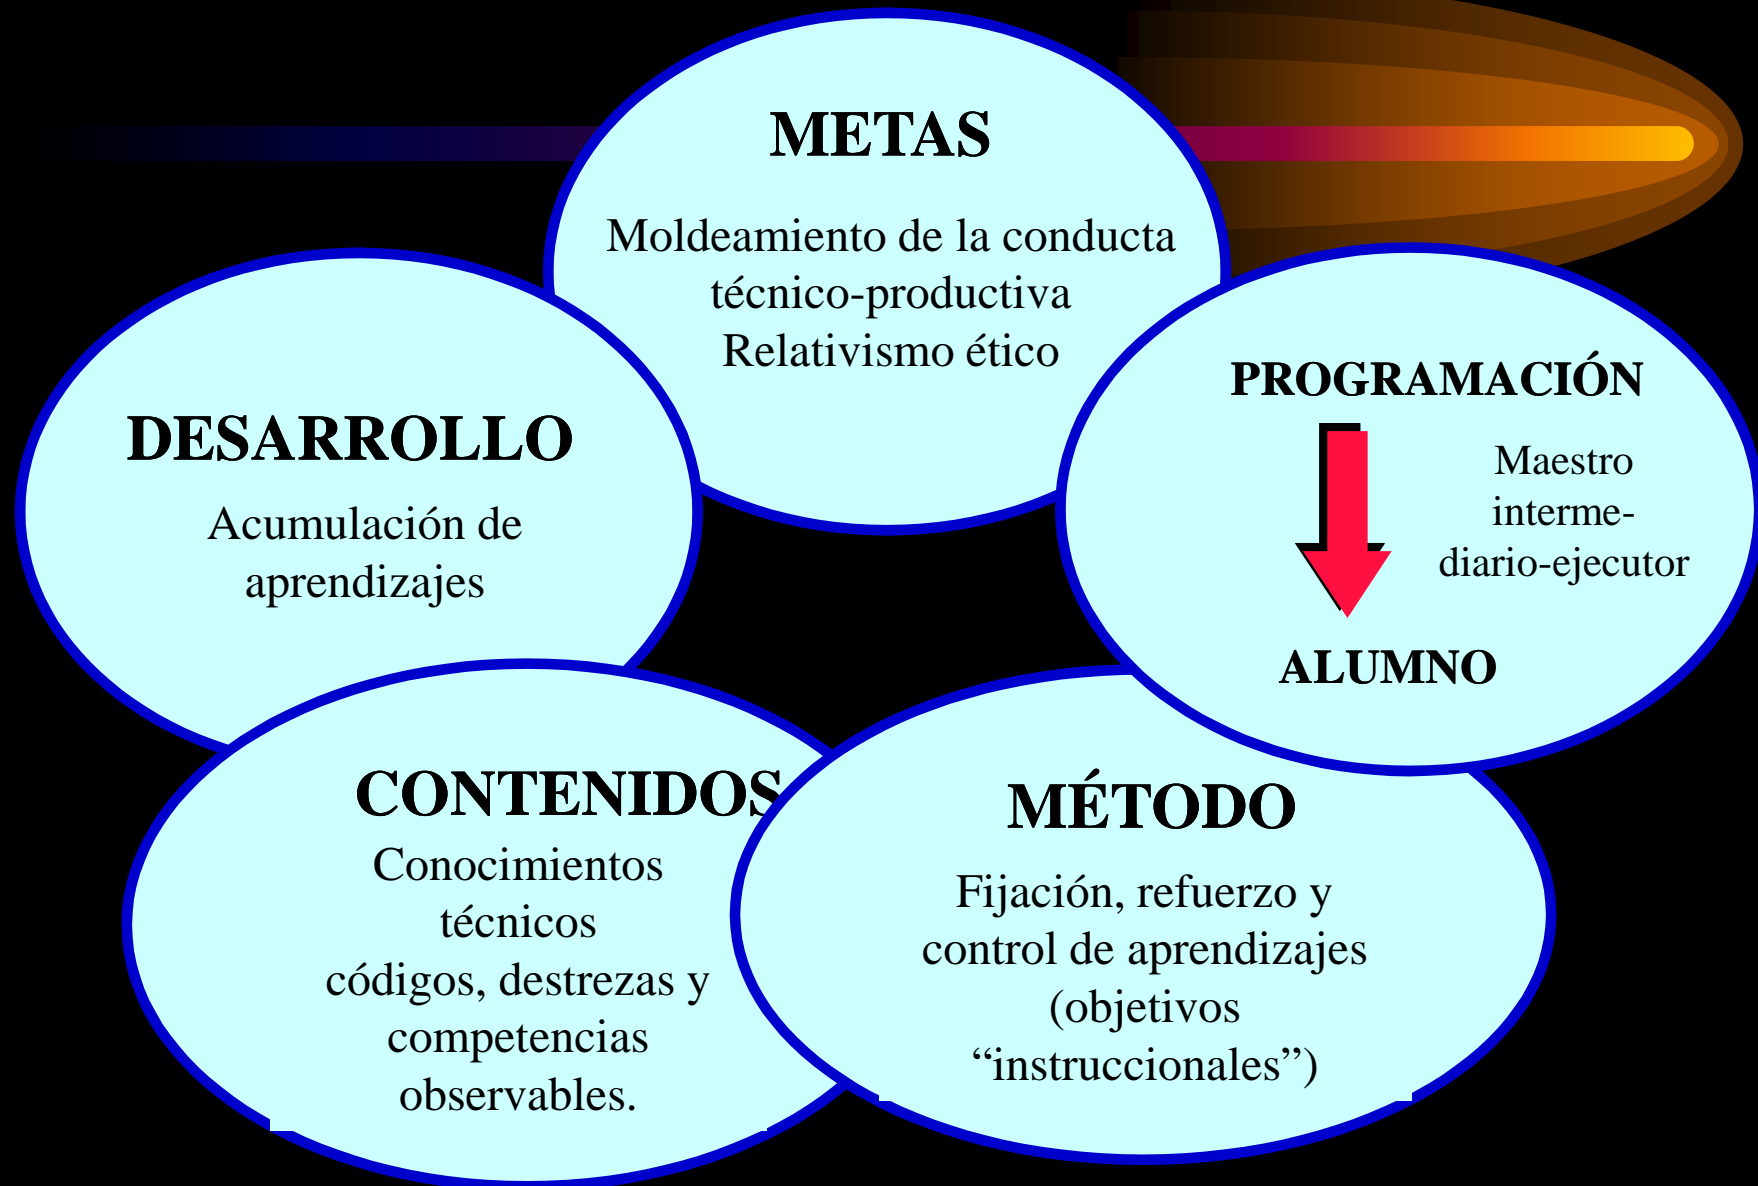 METAS
Moldeamiento de la conducta
técnico-productiva
Relativismo ético
DESARROLLO
Acumulación de
aprendizajes
PROGRAMACIÓN
Maestro
interme-
diario-ejecutor
ALUMNO
CONTENIDOS
Conocimientos
técnicos
códigos, destrezas y
competencias
observables.
MÉTODO
Fijación, refuerzo y
control de aprendizajes
(objetivos
“instruccionales”)